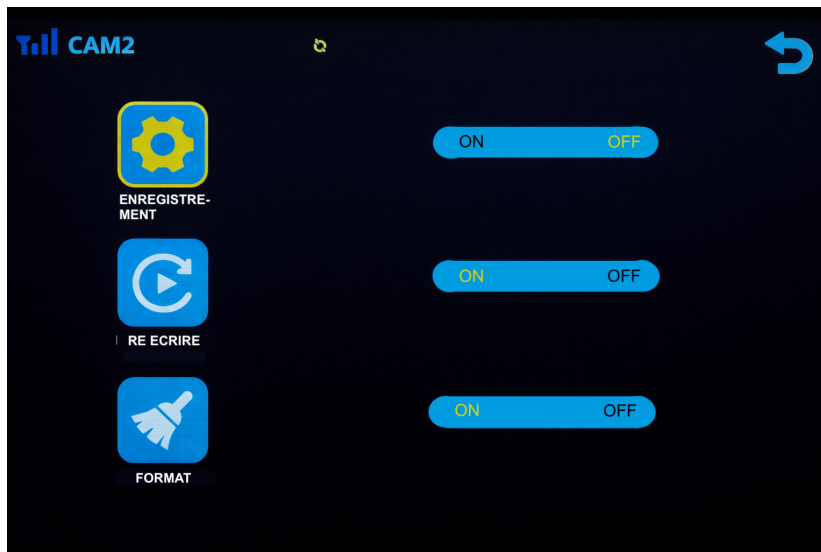 CAM2
ON OFF
ENREGISTRE-
MENT
ON OFF
RE ECRIRE
ON OFF
FORMAT